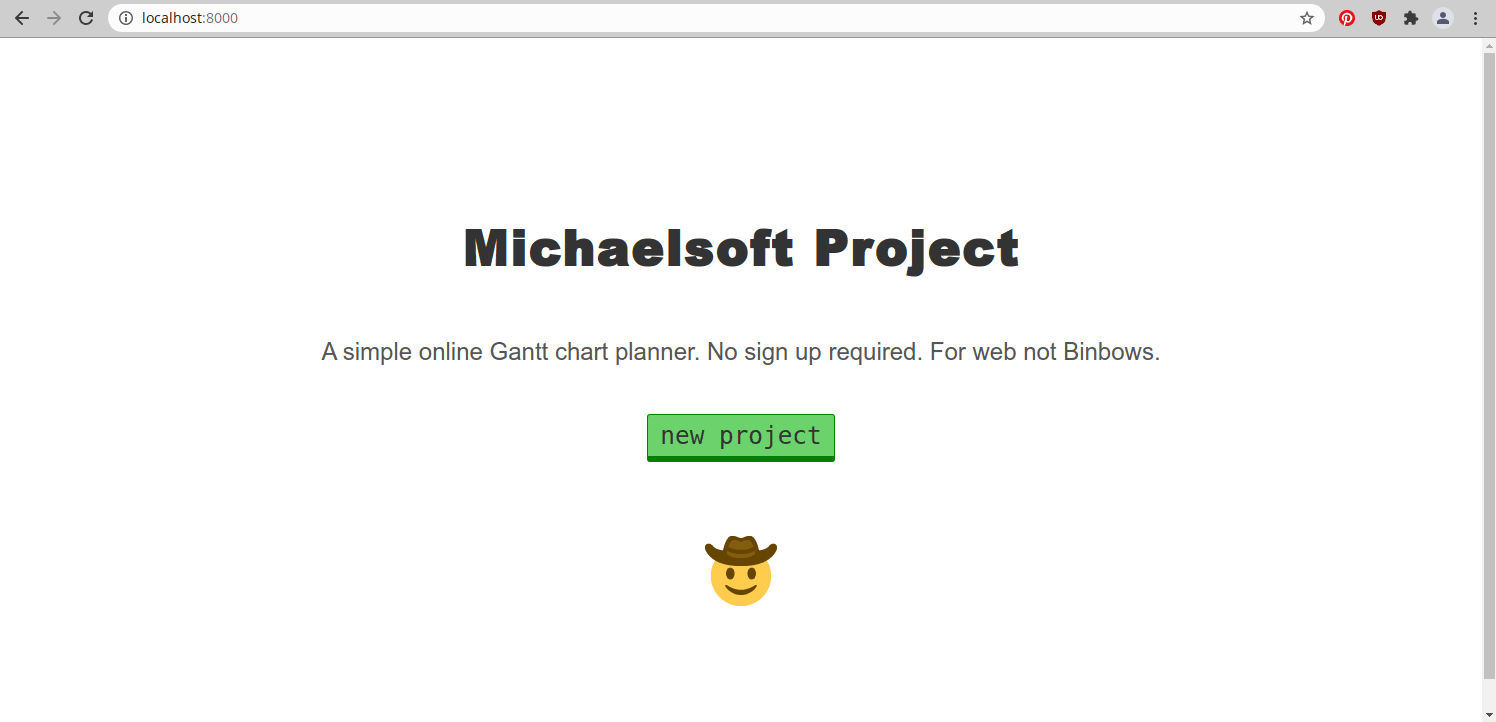 localhost:8000
Michaelsoft Project
A simple online Gantt chart planner. No sign up required. For web not Binbows.
new project